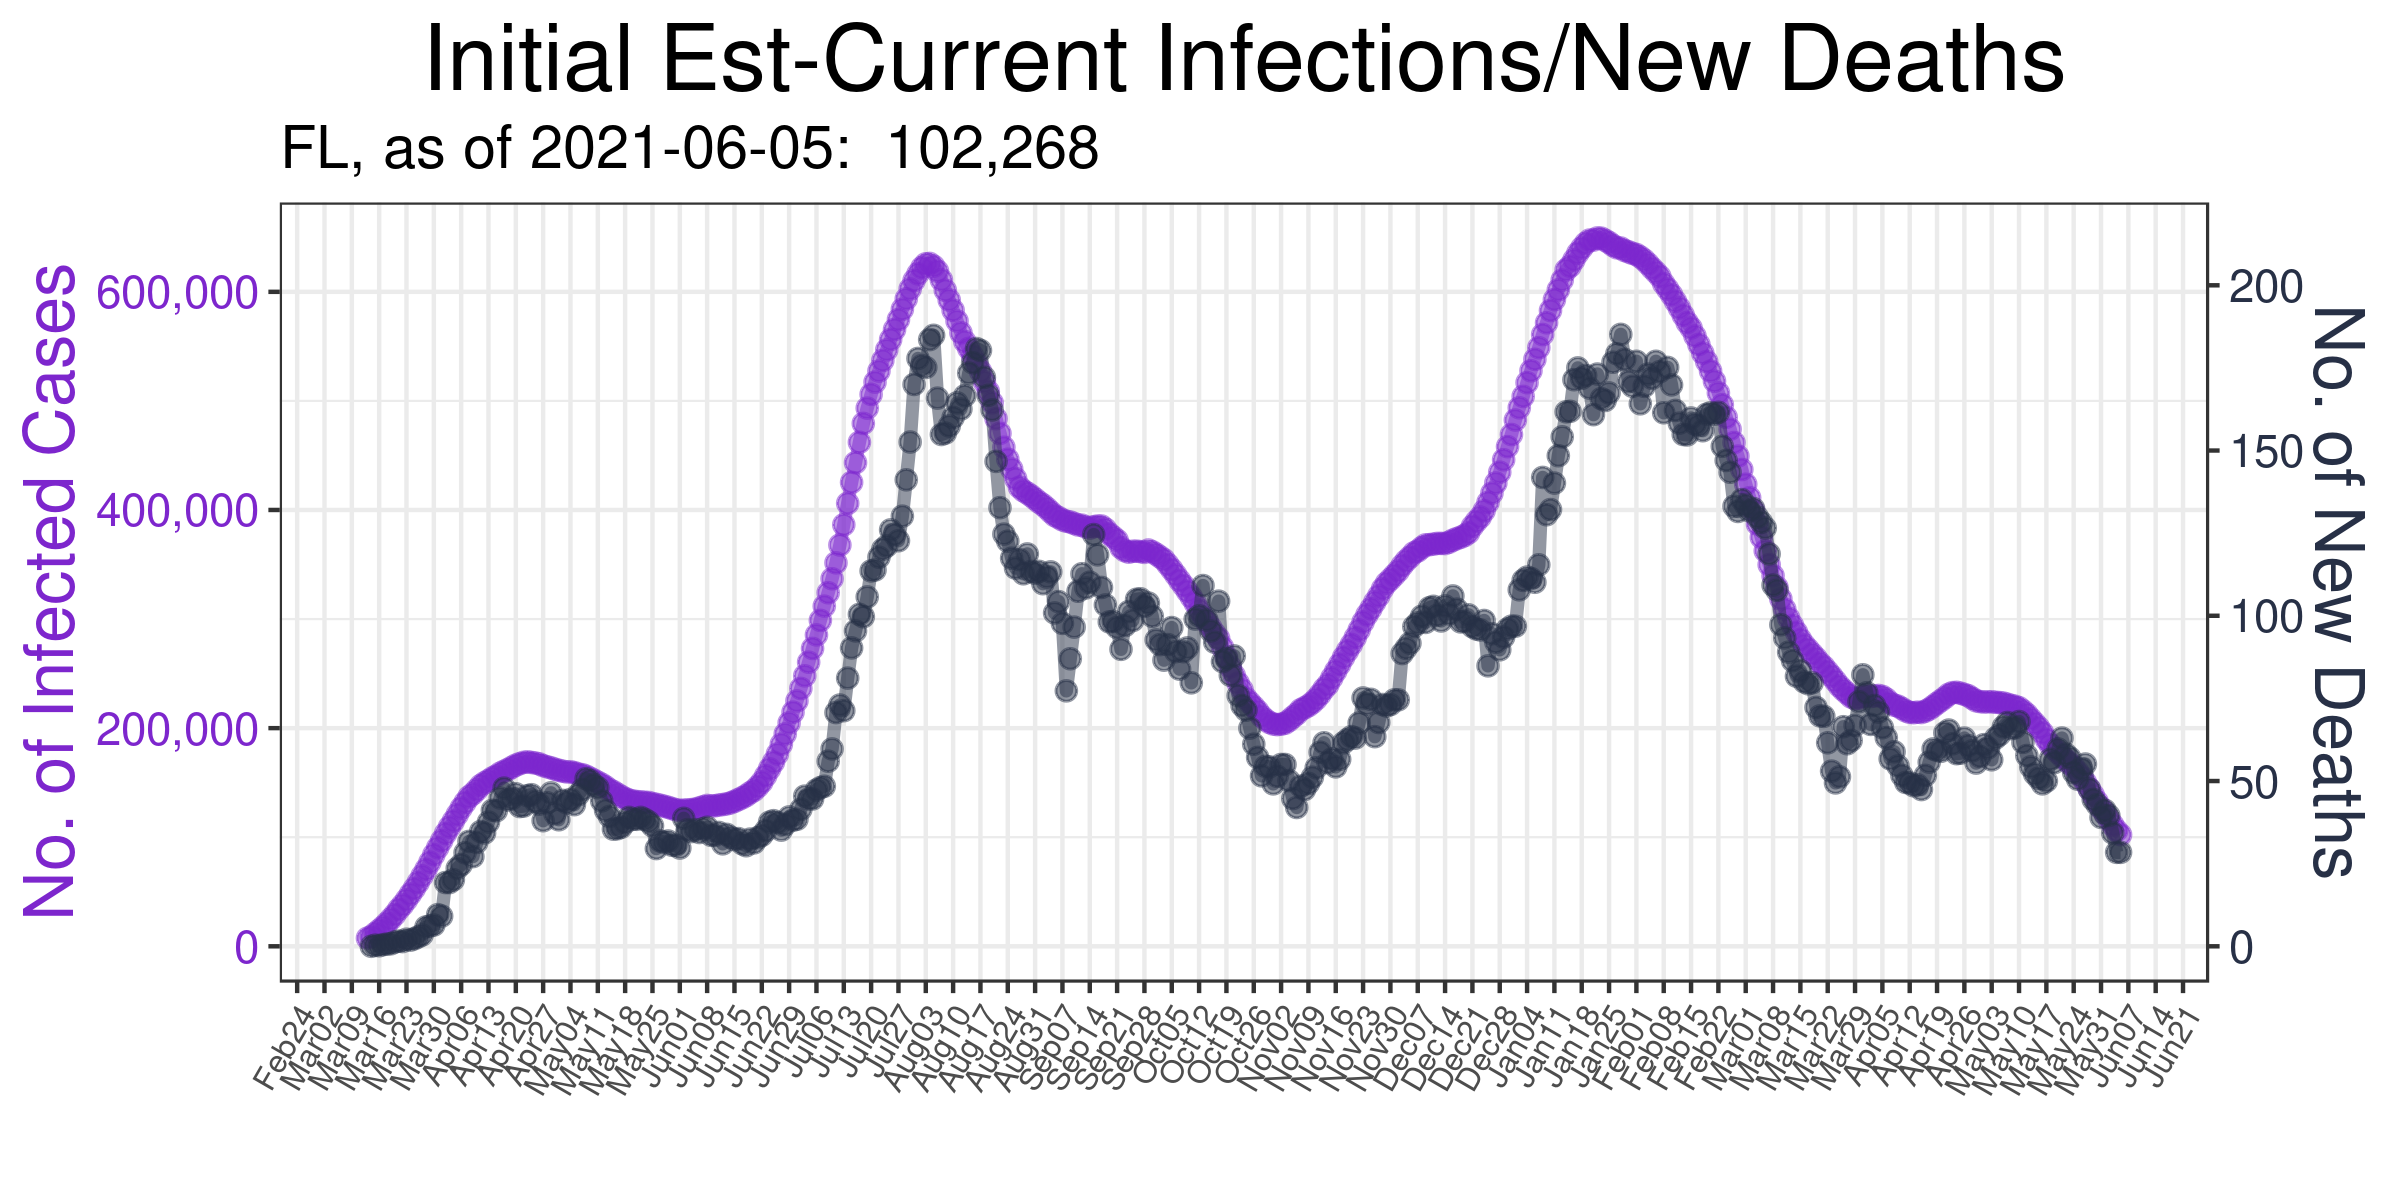 Initial Est-Current Infections/New Deaths
FL, as of 2021-06-05: 102,268
No. of Infected Cases
600,000
400,000
200,000
0
200
150
100
50
0
No. of New Deaths
Feb24
Mar02
Mar09
Mar16
Mar23
Mar30
Apr06
Apr13
Apr20
Apr27
May04
May11
May18
May25
Jun01
Jun08
Jun15
Jun22
Jun29
Jul06
Jul13
Jul20
Jul27
Aug03
Aug10
Aug17
Aug24
Aug31
Sep07
Sep14
Sep21
Sep28
Oct05
Oct12
Oct19
Oct26
Nov02
Nov09
Nov16
Nov23
Nov30
Dec07
Dec14
Dec21
Dec28
Jan04
Jan11
Jan18
Jan25
Feb01
Feb08
Feb15
Feb22
Mar01
Mar08
Mar15
Mar22
Mar29
Apr05
Apr12
Apr19
Apr26
May03
May10
May17
May24
May31
Jun07
Jun14
Jun21